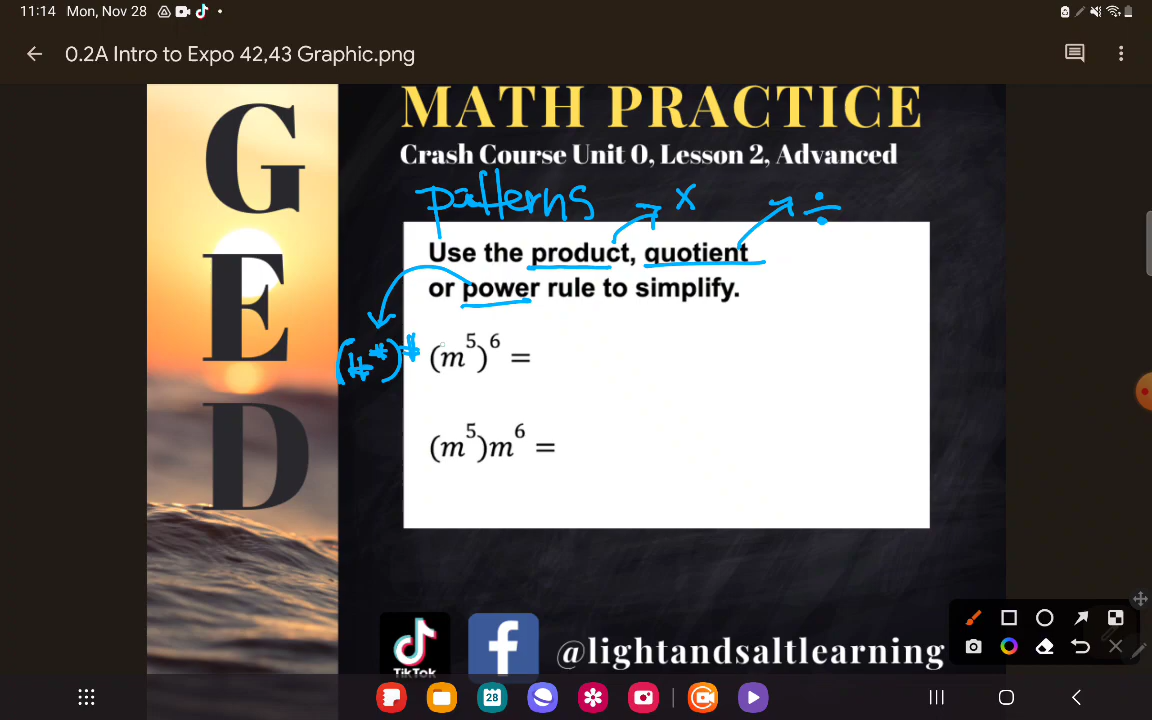 11:14 Mon, Nov 28
0.2A Intro to Expo 42,43 Graphic.png
GED
MATH PRACTICE
Crash Course Unit 0, Lesson 2, Advanced
patterns x ÷
Use the product, quotient
or power rule to simplify.
(#*)* (m⁵)⁶ =
(m⁵)m⁶ =
TikTok f @lightandsaltlearning
28